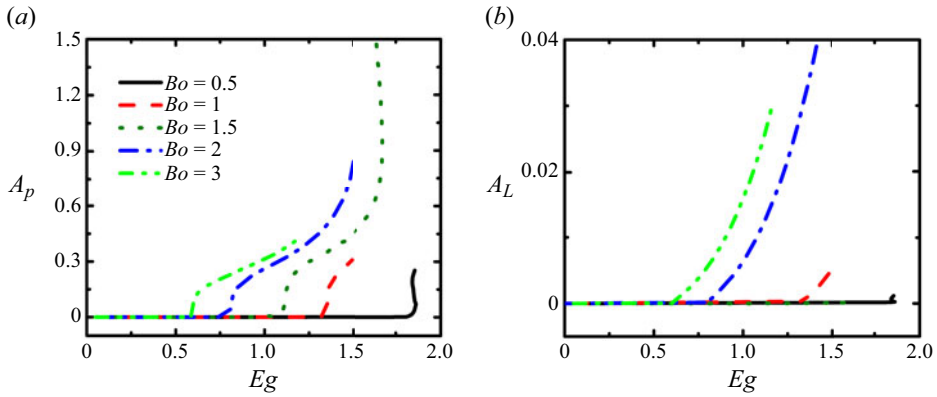 (a)
1.5
1.2
0.9
0.6
0.3
0
A_p
Bo = 0.5
Bo = 1
Bo = 1.5
Bo = 2
Bo = 3
0 0.5 1.0 1.5 2.0
Eg
(b)
0.04
0.02
0
A_L
0 0.5 1.0 1.5 2.0
Eg